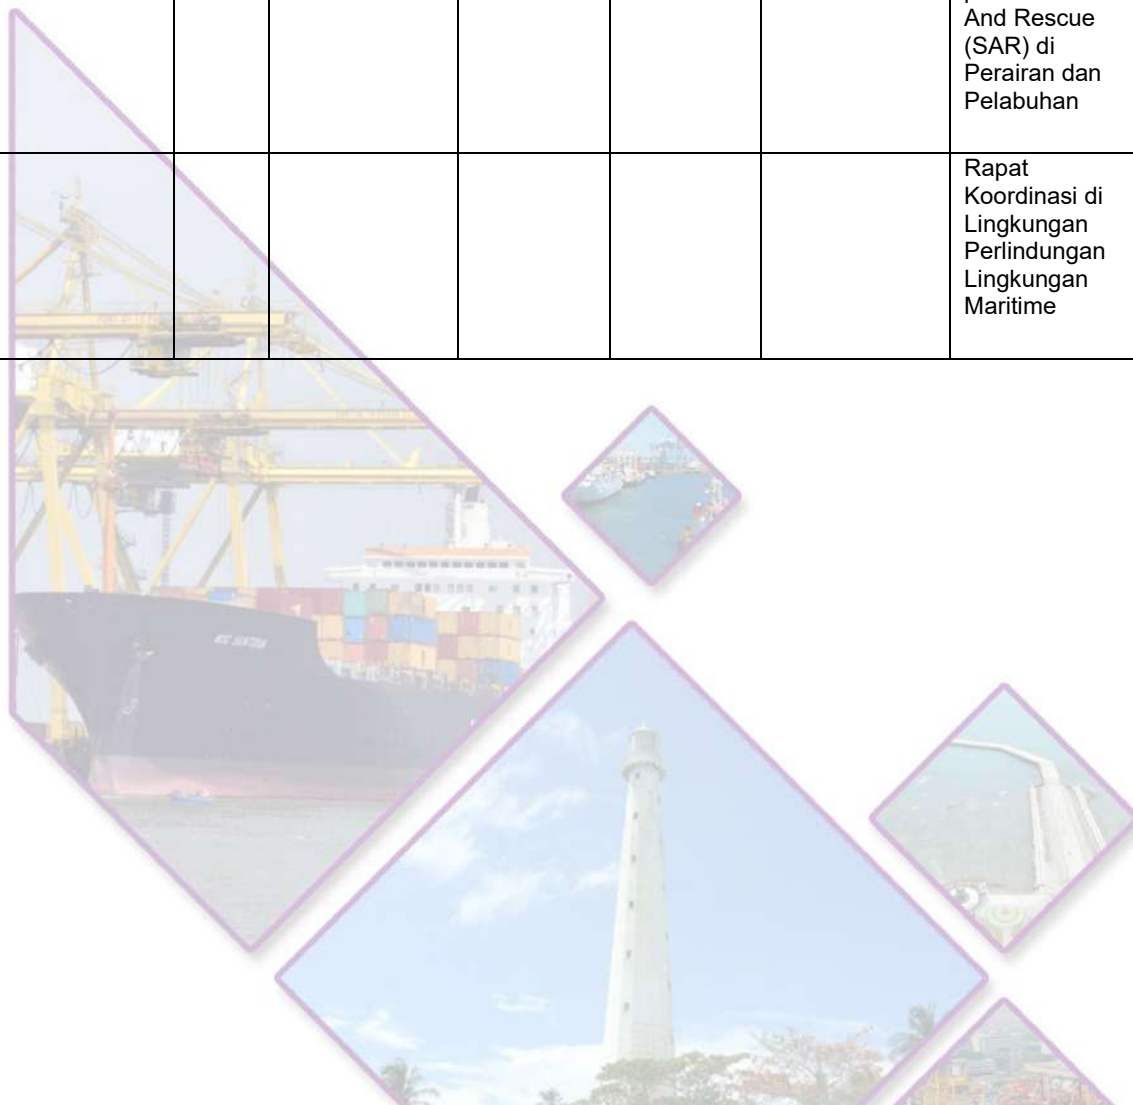 And Rescue
(SAR) di
Perairan dan
Pelabuhan
Rapat
Koordinasi di
Lingkungan
Perlindungan
Lingkungan
Maritime